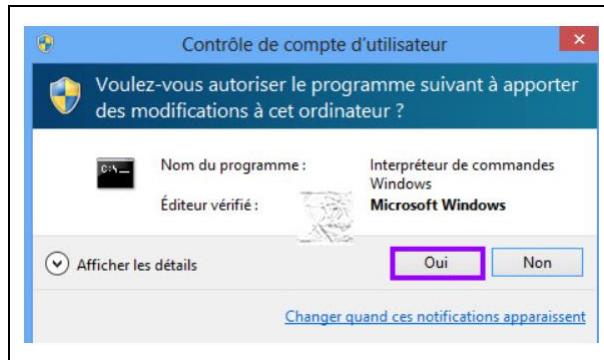 Contrôle de compte d'utilisateur
Voulez-vous autoriser le programme suivant à apporter
des modifications à cet ordinateur ?
C:\_
Nom du programme : Interpréteur de commandes
Windows
Éditeur vérifié : Microsoft Windows
Afficher les détails Oui Non
Changer quand ces notifications apparaissent